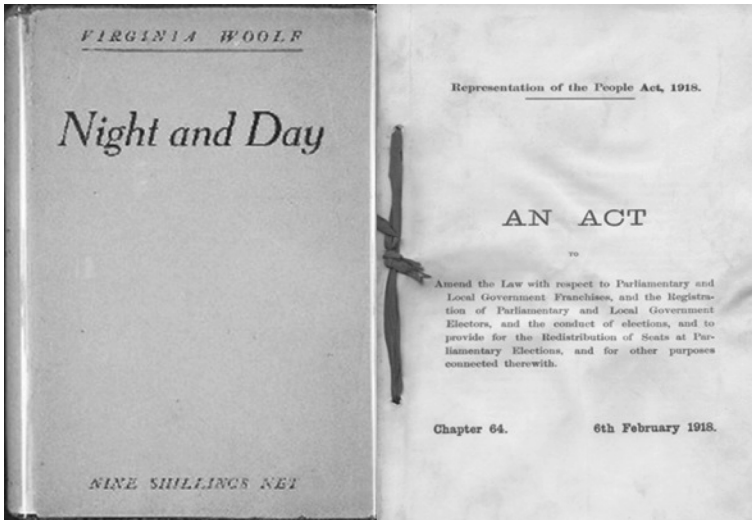 VIRGINIA WOOLF
Night and Day
NINE SHILLINGS NET
Representation of the People Act, 1918.
AN ACT
TO
Amend the Law with respect to Parliamentary and
Local Government Franchises, and the Registra-
tion of Parliamentary and Local Government
Electors, and the conduct of elections, and to
provide for the Redistribution of Seats at Par-
liamentary Elections, and for other purposes
connected therewith.
Chapter 64. 6th February 1918.